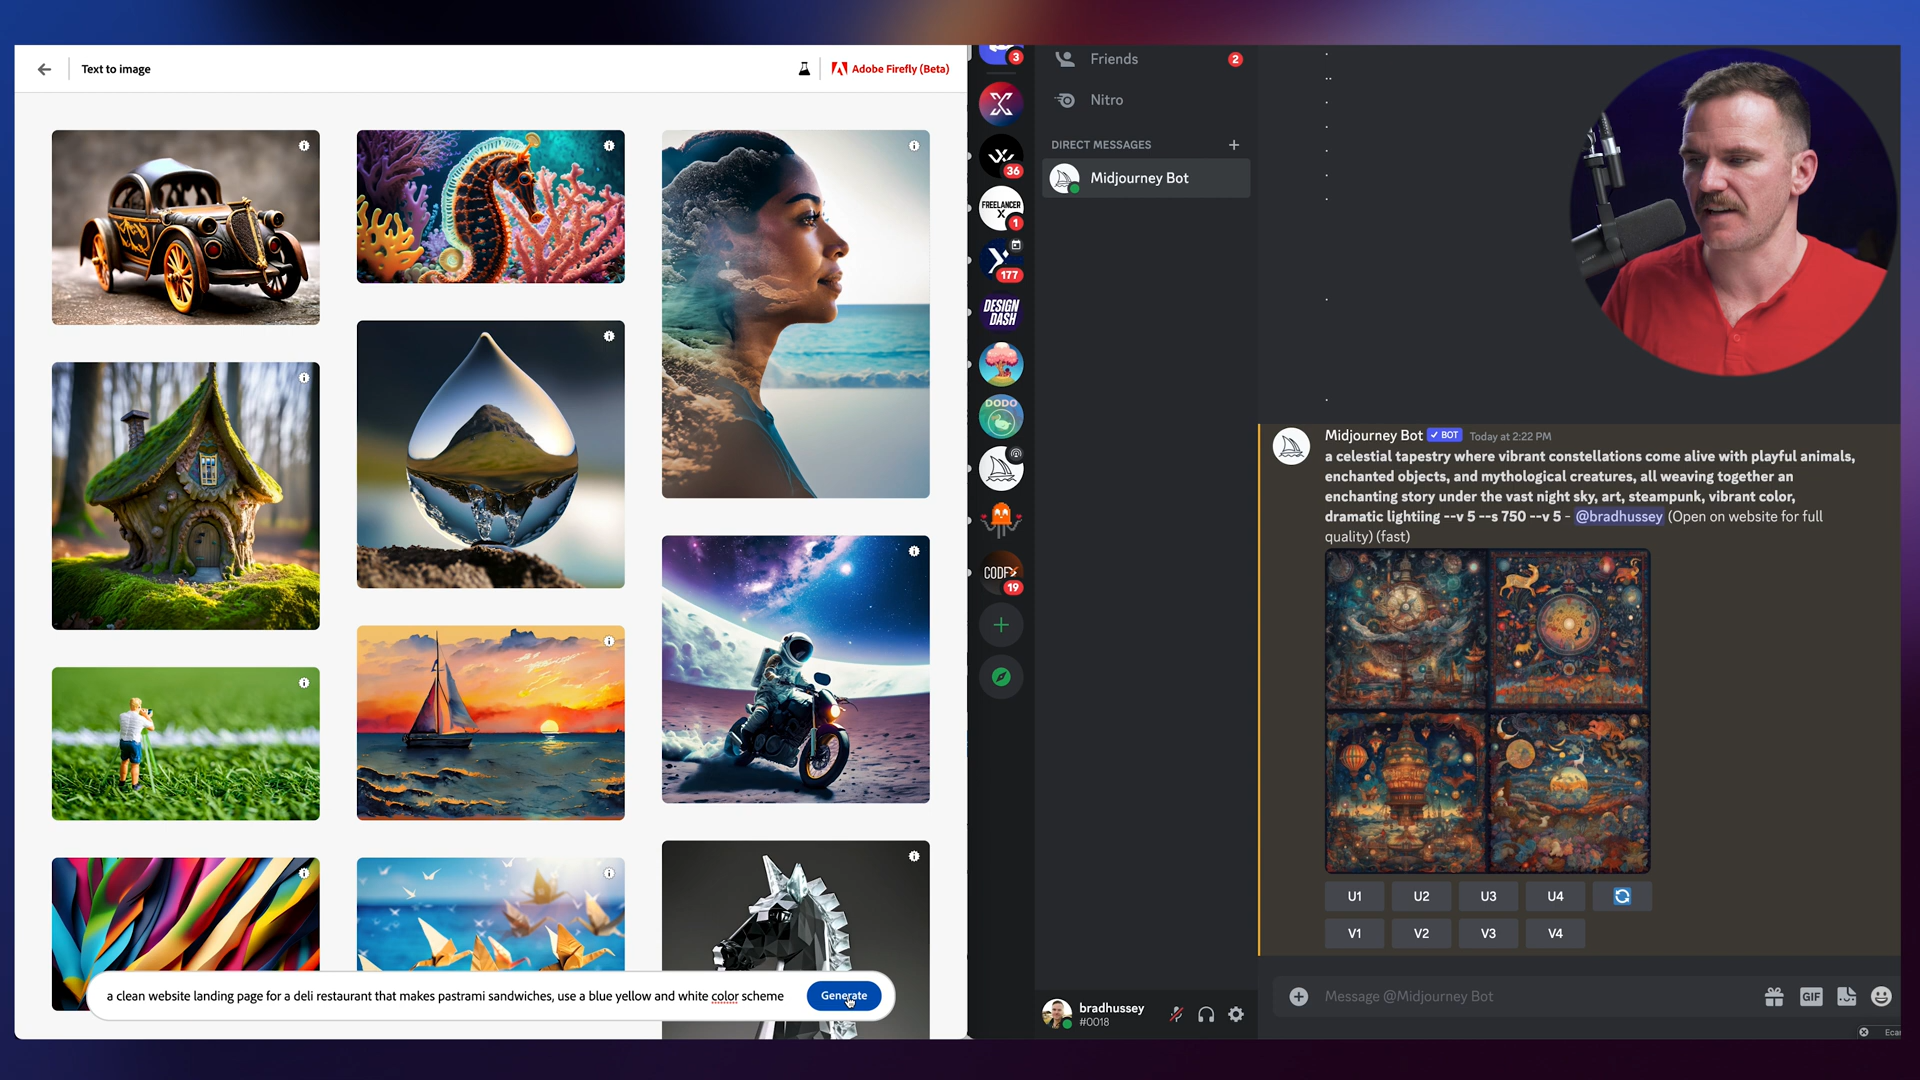 Text to image
Adobe Firefly (Beta)
a clean website landing page for a deli restaurant that makes pastrami sandwiches, use a blue yellow and white color scheme
Generate
3
36
FREELANCER
X
1
177
DESIGN
DASH
DODO
CODEX
19
Friends
2
Nitro
DIRECT MESSAGES
Midjourney Bot
bradhussey
#0018
Midjourney Bot
BOT
Today at 2:22 PM
a celestial tapestry where vibrant constellations come alive with playful animals,
enchanted objects, and mythological creatures, all weaving together an
enchanting story under the vast night sky, art, steampunk, vibrant color,
dramatic lightiing --v 5 --s 750 --v 5 - @bradhussey (Open on website for full
quality) (fast)
U1
U2
U3
U4
V1
V2
V3
V4
Message @Midjourney Bot
GIF